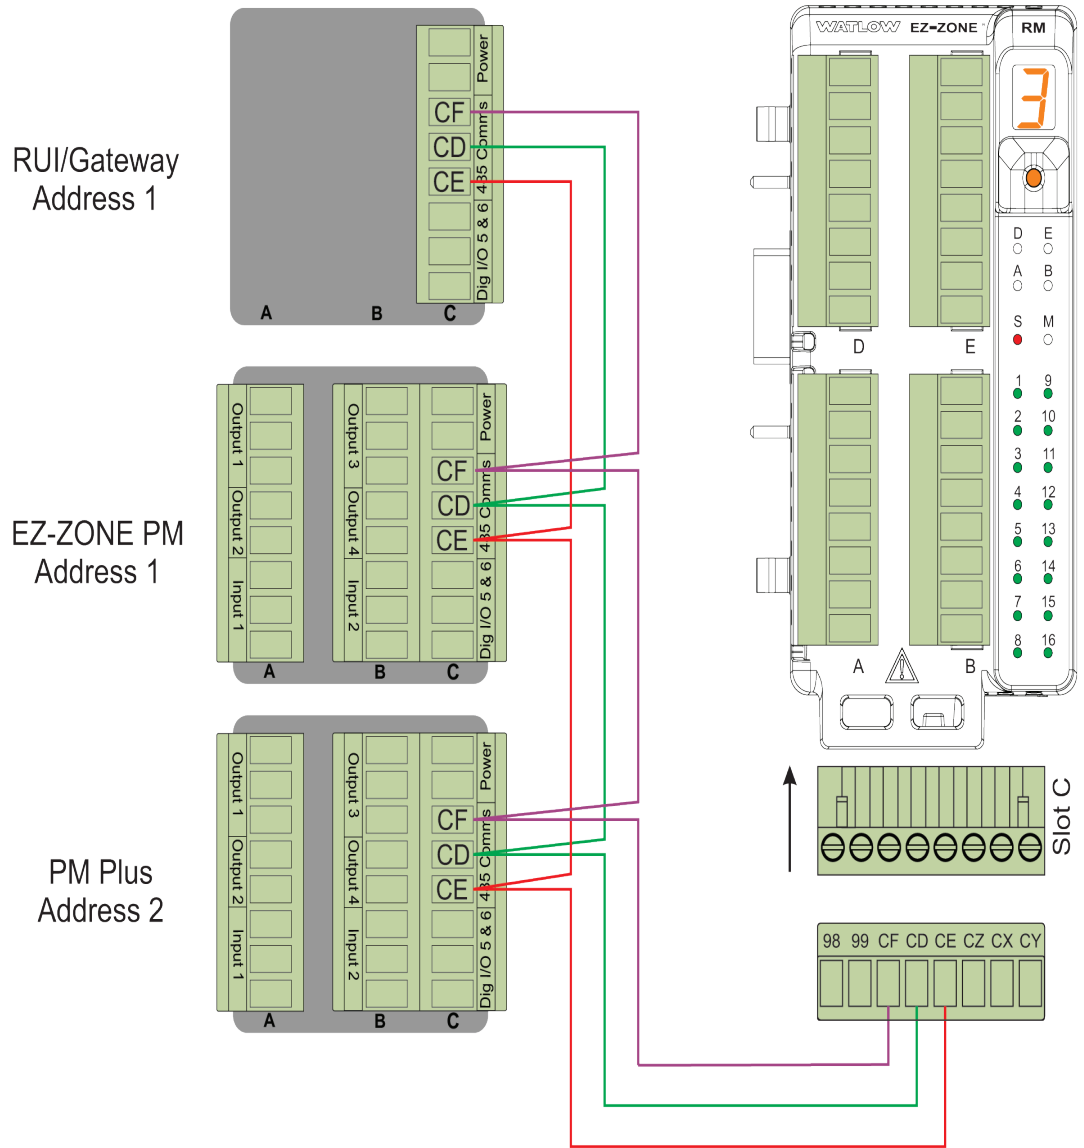 RUI/Gateway
Address 1
Power
CF
CD
CE
485 Comms
Dig I/O 5 & 6
A B C
EZ-ZONE PM
Address 1
Output 1
Output 2
Input 1
Output 3
Output 4
Input 2
Power
CF
CD
CE
485 Comms
Dig I/O 5 & 6
A B C
PM Plus
Address 2
Output 1
Output 2
Input 1
Output 3
Output 4
Input 2
Power
CF
CD
CE
485 Comms
Dig I/O 5 & 6
A B C
WATLOW EZ-ZONE RM
3
D E
A B
S M
1 9
2 10
3 11
4 12
5 13
6 14
7 15
8 16
D E
A B
Slot C
98 99 CF CD CE CZ CX CY